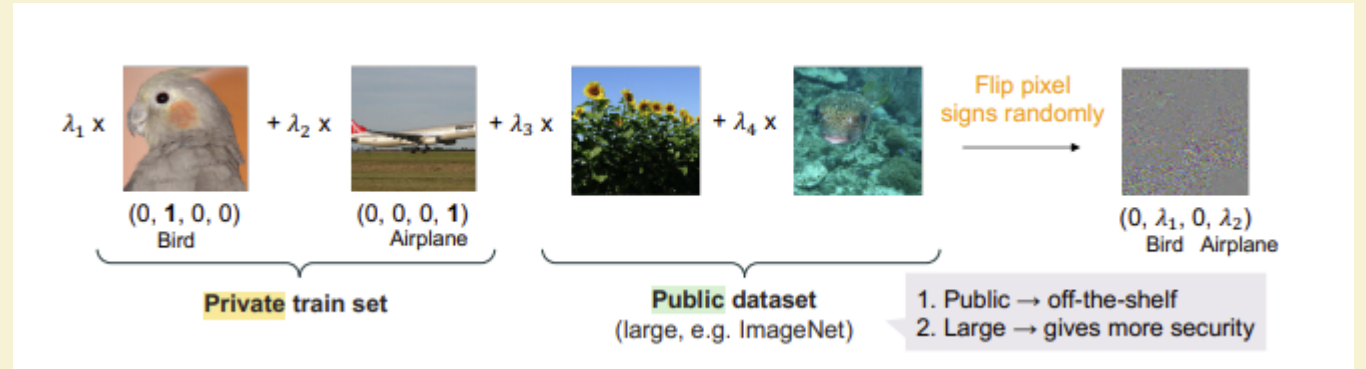 λ₁ x
+ λ₂ x
+ λ₃ x
+ λ₄ x
Flip pixel
signs randomly
(0, 1, 0, 0)
Bird
(0, 0, 0, 1)
Airplane
(0, λ₁, 0, λ₂)
Bird Airplane
Private train set
Public dataset
(large, e.g. ImageNet)
1. Public → off-the-shelf
2. Large → gives more security